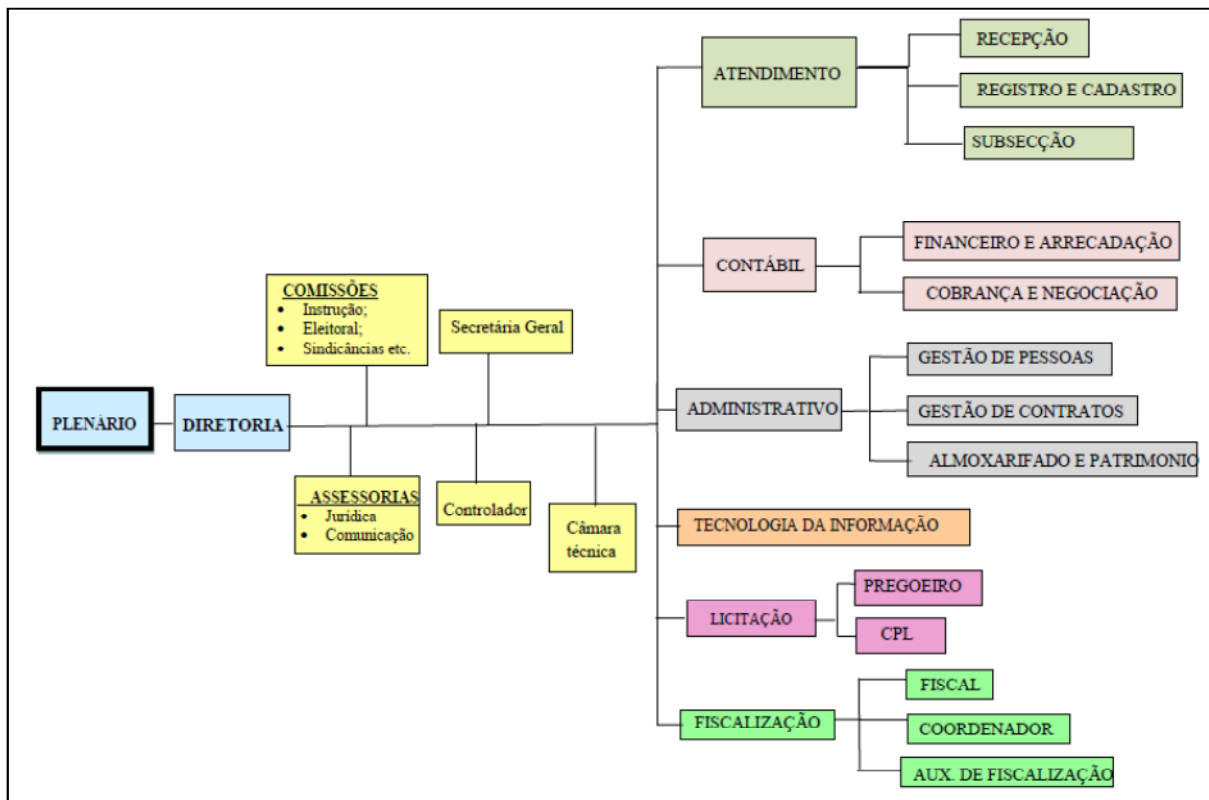 PLENÁRIO
DIRETORIA
COMISSÕES
• Instrução;
• Eleitoral;
• Sindicâncias etc.
Secretária Geral
ASSESSORIAS
• Jurídica
• Comunicação
Controlador
Câmara
técnica
ATENDIMENTO
RECEPÇÃO
REGISTRO E CADASTRO
SUBSECÇÃO
CONTÁBIL
FINANCEIRO E ARRECADAÇÃO
COBRANÇA E NEGOCIAÇÃO
ADMINISTRATIVO
GESTÃO DE PESSOAS
GESTÃO DE CONTRATOS
ALMOXARIFADO E PATRIMONIO
TECNOLOGIA DA INFORMAÇÃO
LICITAÇÃO
PREGOEIRO
CPL
FISCALIZAÇÃO
FISCAL
COORDENADOR
AUX. DE FISCALIZAÇÃO